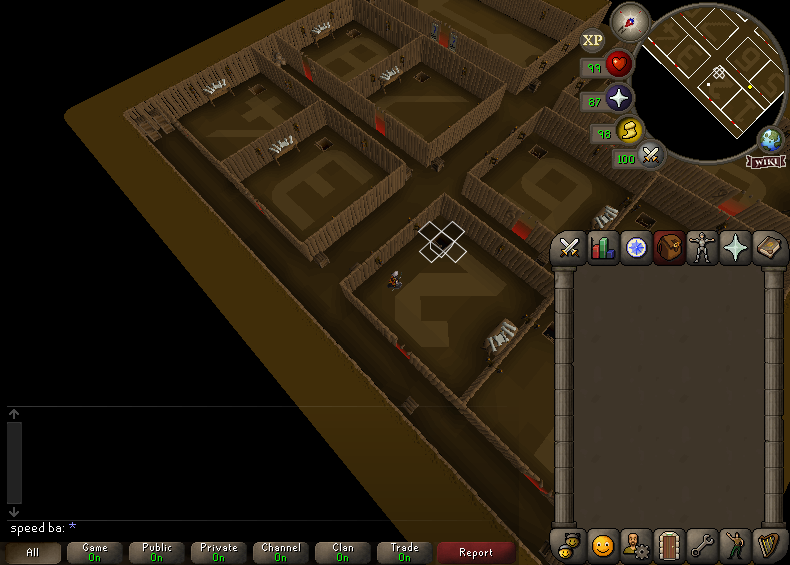 XP
99
87
98
100
WIKI
speed ba: *
All
Game
On
Public
On
Private
On
Channel
On
Clan
On
Trade
On
Report